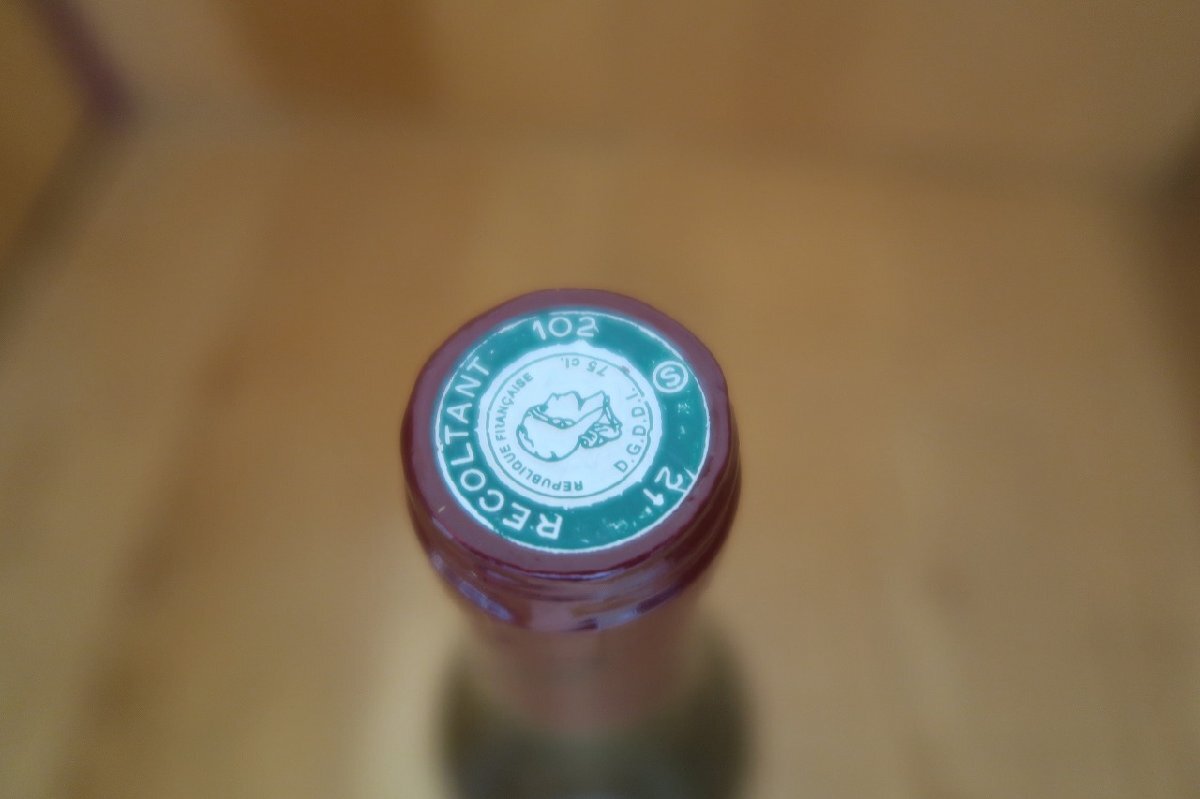 RECOLTANT 102 S
21
REPUBLIQUE FRANÇAISE
75 cl.
D.G.D.D.I.